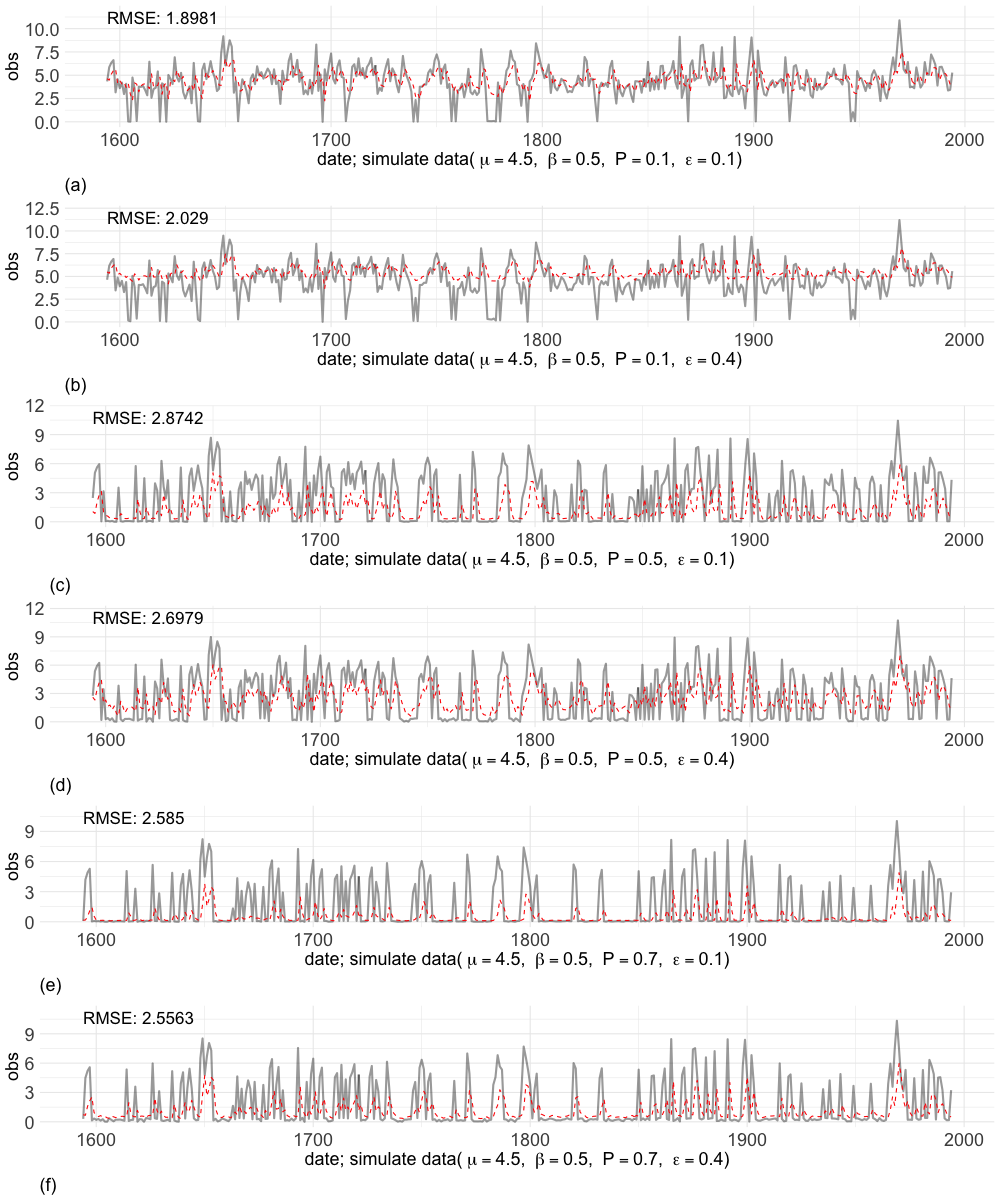 RMSE: 1.8981
10.0
7.5
5.0
2.5
0.0
obs
1600 1700 1800 1900 2000
date; simulate data( μ = 4.5, β = 0.5, P = 0.1, ε = 0.1)
(a)
12.5
RMSE: 2.029
10.0
7.5
5.0
2.5
0.0
obs
1600 1700 1800 1900 2000
date; simulate data( μ = 4.5, β = 0.5, P = 0.1, ε = 0.4)
(b)
12
RMSE: 2.8742
9
6
3
0
obs
1600 1700 1800 1900 2000
date; simulate data( μ = 4.5, β = 0.5, P = 0.5, ε = 0.1)
(c)
12
RMSE: 2.6979
9
6
3
0
obs
1600 1700 1800 1900 2000
date; simulate data( μ = 4.5, β = 0.5, P = 0.5, ε = 0.4)
(d)
RMSE: 2.585
9
6
3
0
obs
1600 1700 1800 1900 2000
date; simulate data( μ = 4.5, β = 0.5, P = 0.7, ε = 0.1)
(e)
RMSE: 2.5563
9
6
3
0
obs
1600 1700 1800 1900 2000
date; simulate data( μ = 4.5, β = 0.5, P = 0.7, ε = 0.4)
(f)